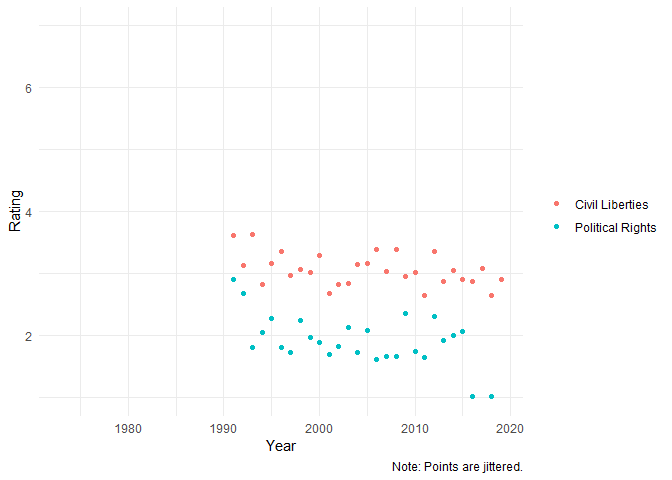 6
4
2
Rating
1980 1990 2000 2010 2020
Year
Civil Liberties
Political Rights
Note: Points are jittered.